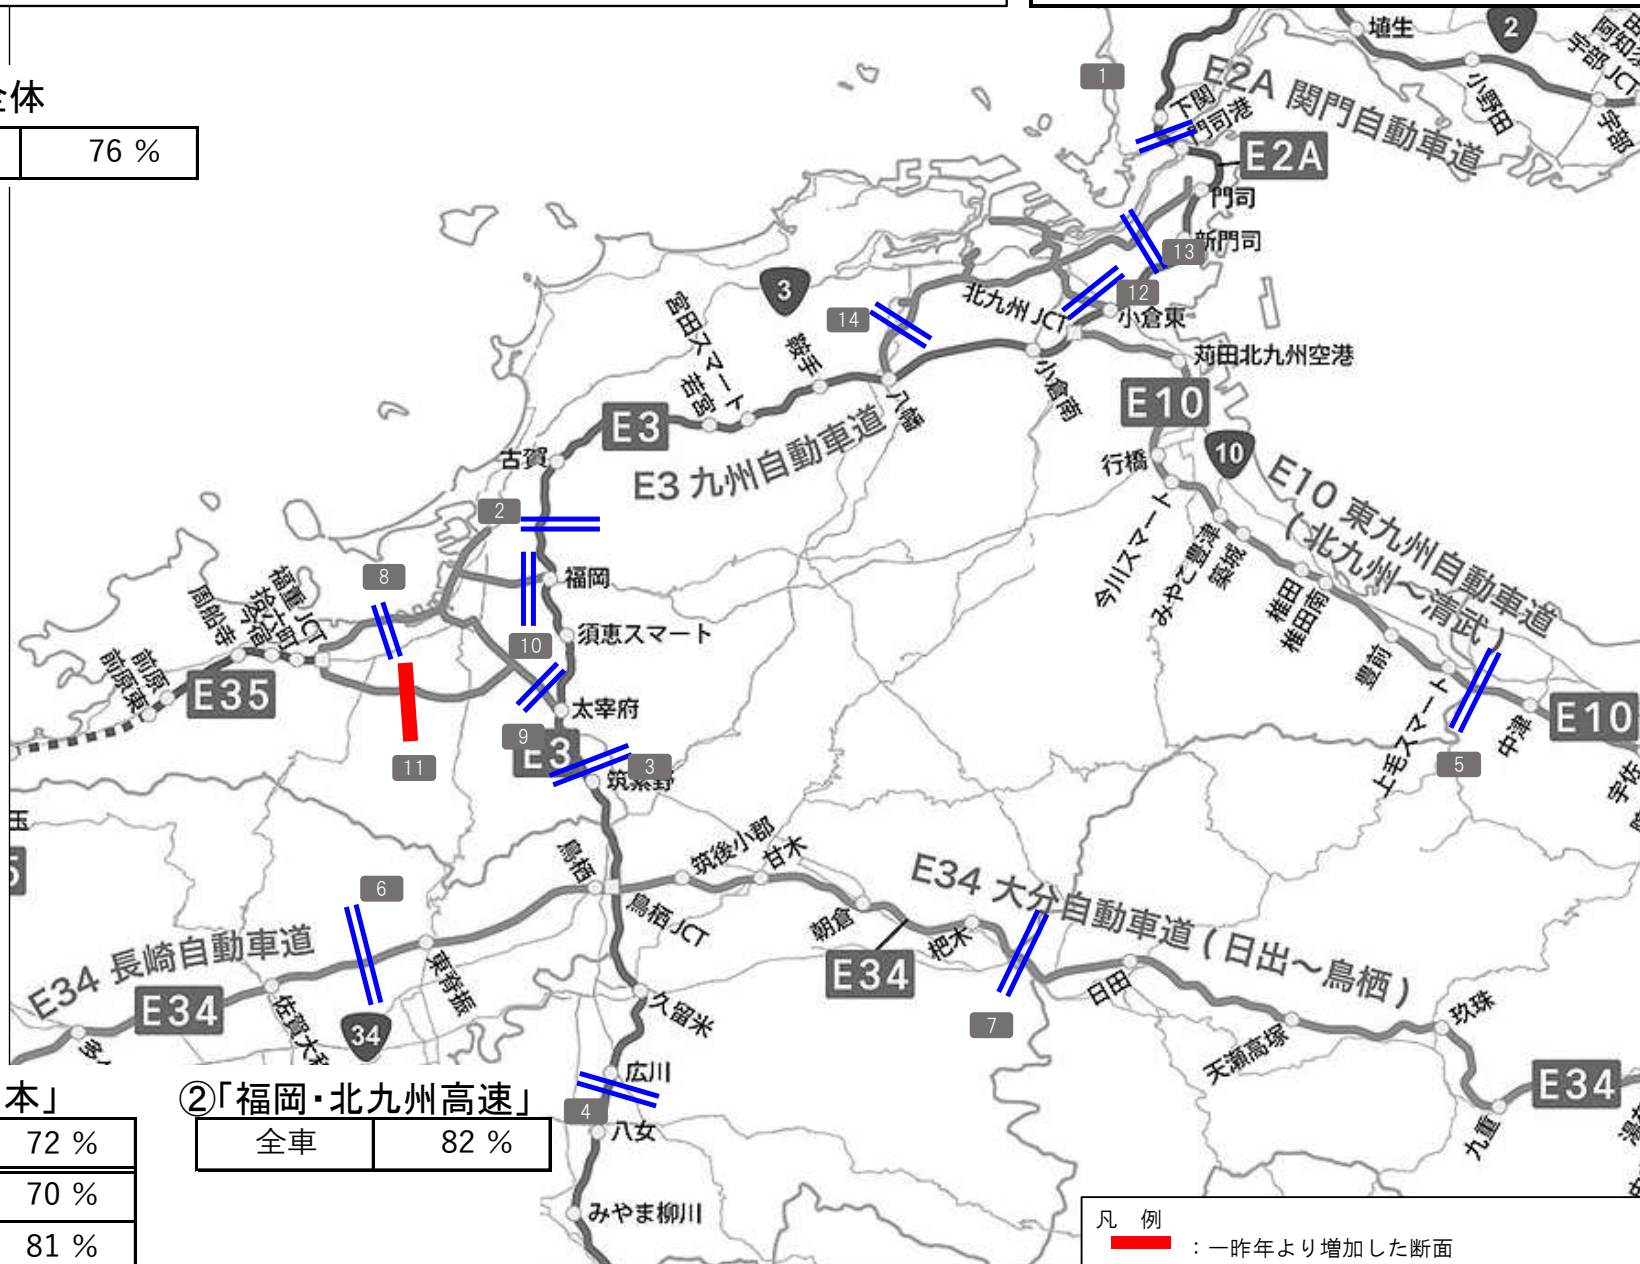 全体
76 %
1
2
埴生
小野田
宇部 JCT
宇部
下関
門司港
E2A 関門自動車道
E2A
門司
新門司
13
12
小倉東
北九州 JCT
3
14
宮田スマート
若宮
鞍手
八幡
小倉南
苅田北九州空港
E10
E3
古賀
E3 九州自動車道
行橋
10
E10 東九州自動車道
( 北九州～清武 )
今川スマート
みやこ豊津
築城
椎田
椎田南
豊前
上毛スマート
中津
E10
宇佐
5
2
福岡
8
福重 JCT
拾六町
今宿
周船寺
前原
前原東
E35
10
須恵スマート
太宰府
9
E3
3
筑紫野
11
玉
5
鳥栖
鳥栖 JCT
筑後小郡
甘木
朝倉
杷木
E34
E34 大分自動車道 ( 日出～鳥栖 )
日田
7
天瀬高塚
玖珠
九重
E34
6
E34 長崎自動車道
東脊振
E34
佐賀大和
34
多久
久留米
広川
4
八女
みやま柳川
本」
72 %
70 %
81 %
②「福岡・北九州高速」
全車 82 %
凡 例
：一昨年より増加した断面